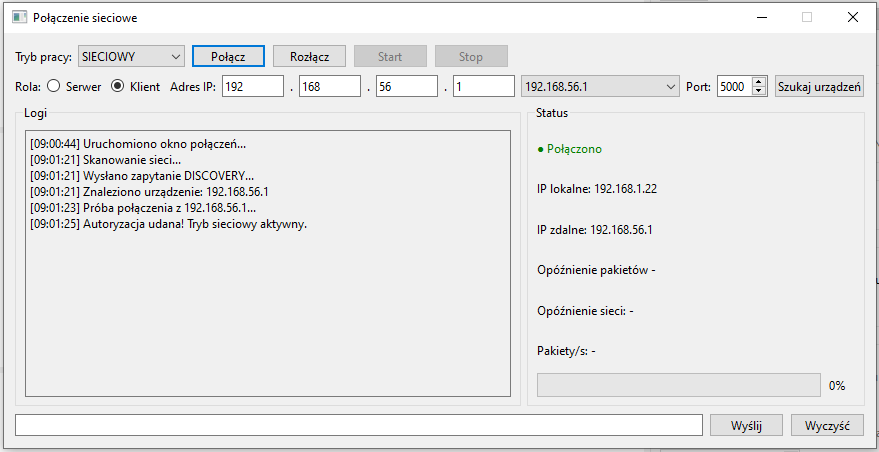 Połączenie sieciowe
Tryb pracy: SIECIOWY Połącz Rozłącz Start Stop
Rola: Serwer Klient Adres IP: 192 . 168 . 56 . 1 192.168.56.1 Port: 5000 Szukaj urządzeń
Logi
[09:00:44] Uruchomiono okno połączeń...
[09:01:21] Skanowanie sieci...
[09:01:21] Wysłano zapytanie DISCOVERY...
[09:01:21] Znaleziono urządzenie: 192.168.56.1
[09:01:23] Próba połączenia z 192.168.56.1...
[09:01:25] Autoryzacja udana! Tryb sieciowy aktywny.
Status
● Połączono
IP lokalne: 192.168.1.22
IP zdalne: 192.168.56.1
Opóźnienie pakietów -
Opóźnienie sieci: -
Pakiety/s: -
0%
Wyślij Wyczyść